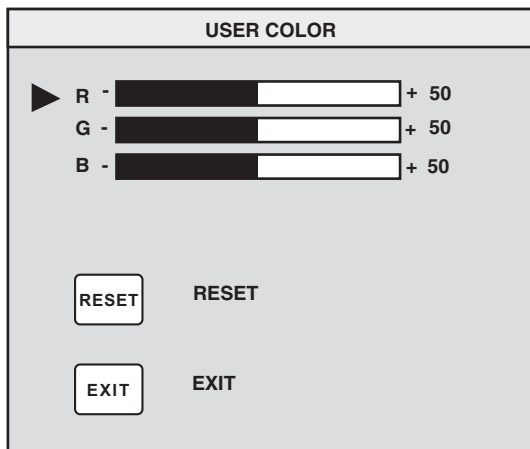 USER COLOR
R - + 50
G - + 50
B - + 50
RESET RESET
EXIT EXIT